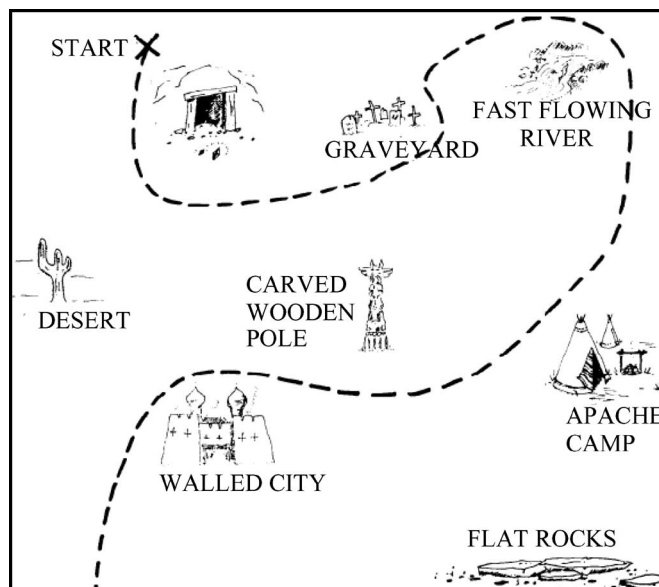 START
FAST FLOWING
RIVER
GRAVEYARD
CARVED
WOODEN
POLE
DESERT
APACHE
CAMP
WALLED CITY
FLAT ROCKS